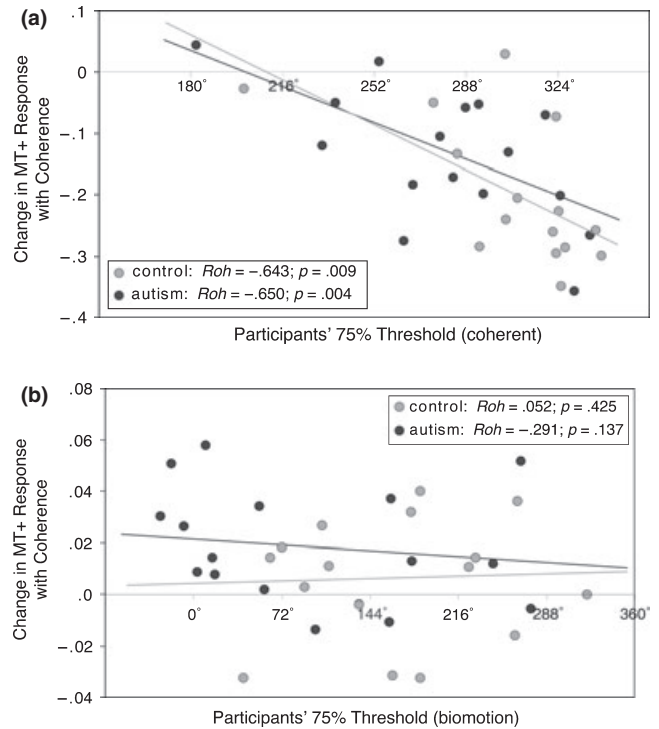 (a)
.1
0
–.1
–.2
–.3
–.4
Change in MT+ Response
with Coherence
180° 216° 252° 288° 324°
control: Roh = –.643; p = .009
autism: Roh = –.650; p = .004
Participants’ 75% Threshold (coherent)
(b)
.08
.06
.04
.02
.0
–.02
–.04
Change in MT+ Response
with Coherence
control: Roh = .052; p = .425
autism: Roh = –.291; p = .137
0° 72° 144° 216° 288° 360°
Participants’ 75% Threshold (biomotion)